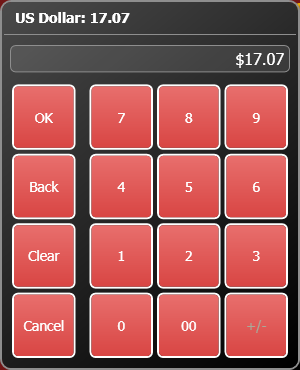 US Dollar: 17.07
$17.07
OK 7 8 9
Back 4 5 6
Clear 1 2 3
Cancel 0 00 +/-